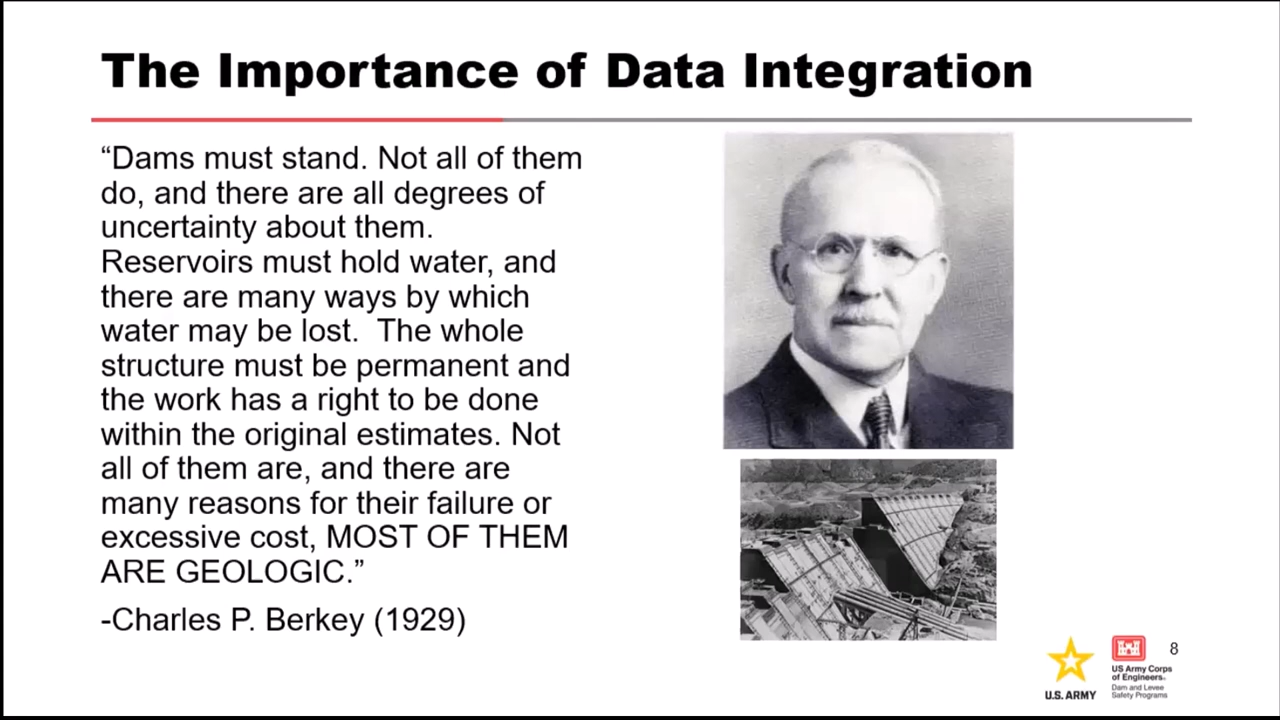 The Importance of Data Integration
“Dams must stand. Not all of them
do, and there are all degrees of
uncertainty about them.
Reservoirs must hold water, and
there are many ways by which
water may be lost.  The whole
structure must be permanent and
the work has a right to be done
within the original estimates. Not
all of them are, and there are
many reasons for their failure or
excessive cost, MOST OF THEM
ARE GEOLOGIC.”
-Charles P. Berkey (1929)
U.S. ARMY
US Army Corps
of Engineers.
Dam and Levee
Safety Programs
8